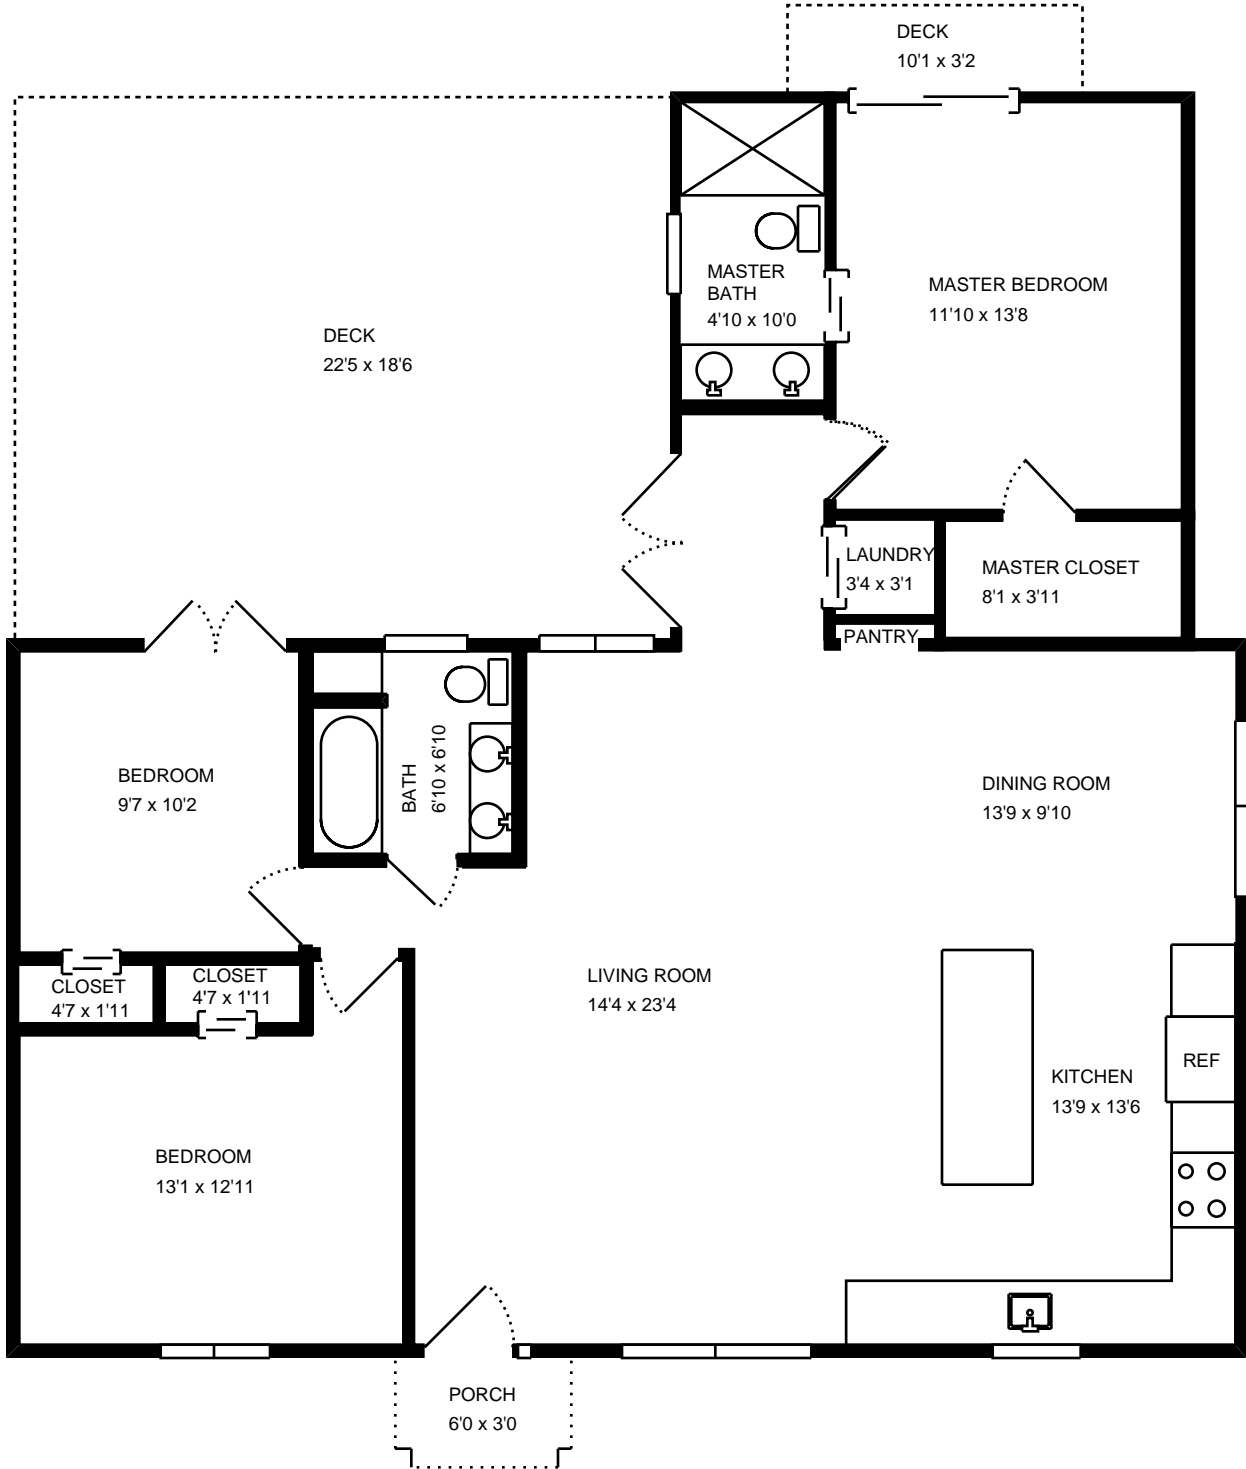 DECK
10'1 x 3'2
MASTER
BATH
4'10 x 10'0
MASTER BEDROOM
11'10 x 13'8
DECK
22'5 x 18'6
LAUNDRY
3'4 x 3'1
MASTER CLOSET
8'1 x 3'11
PANTRY
BEDROOM
9'7 x 10'2
BATH
6'10 x 6'10
DINING ROOM
13'9 x 9'10
CLOSET
4'7 x 1'11
CLOSET
4'7 x 1'11
LIVING ROOM
14'4 x 23'4
REF
KITCHEN
13'9 x 13'6
BEDROOM
13'1 x 12'11
PORCH
6'0 x 3'0